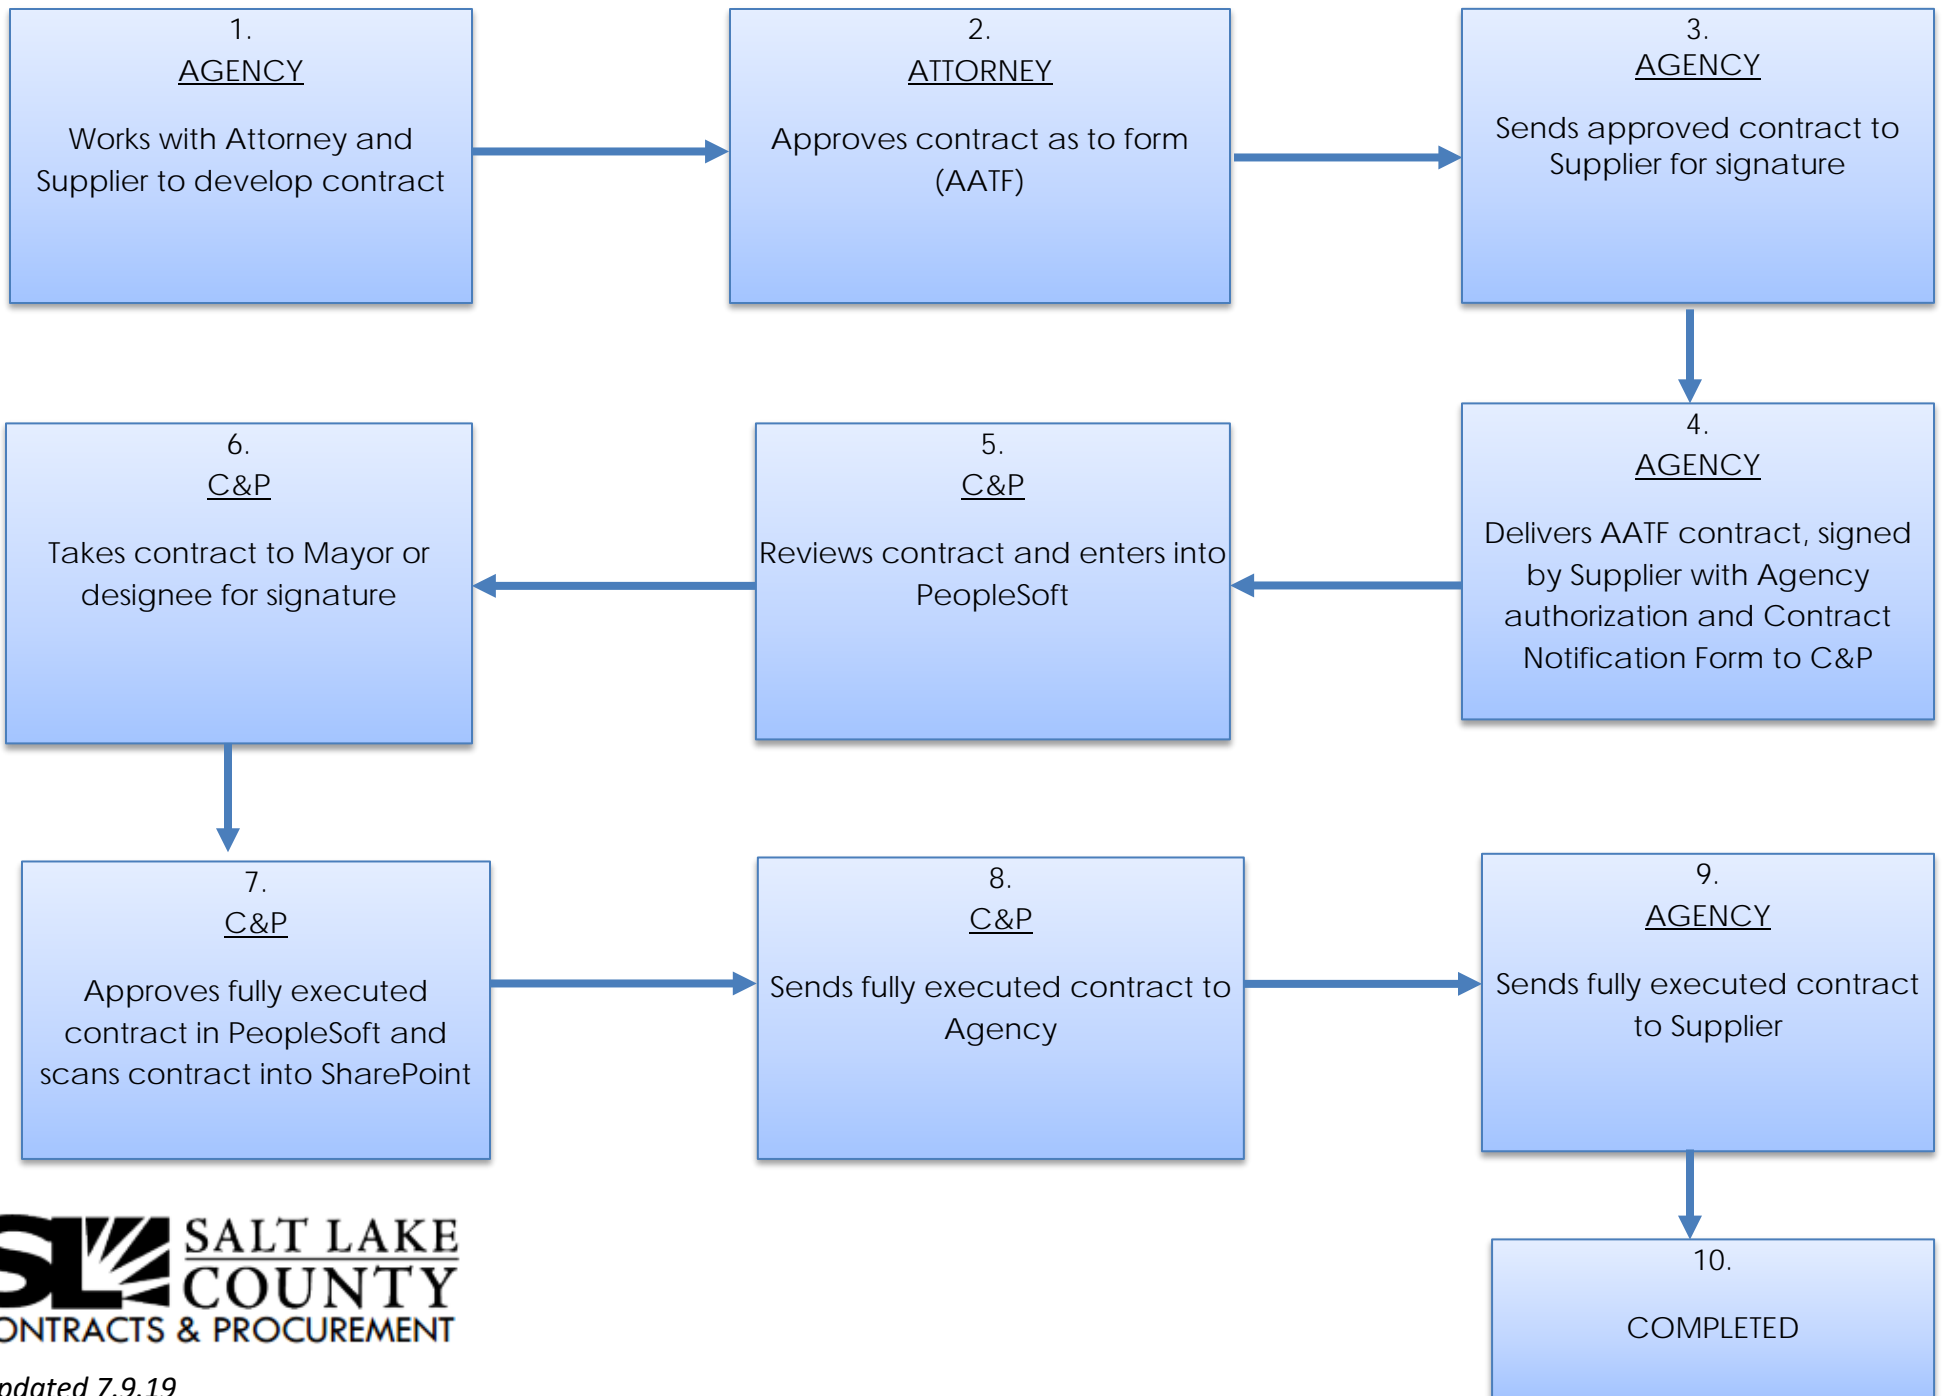 1.
AGENCY
Works with Attorney and
Supplier to develop contract
2.
ATTORNEY
Approves contract as to form
(AATF)
3.
AGENCY
Sends approved contract to
Supplier for signature
4.
AGENCY
Delivers AATF contract, signed
by Supplier with Agency
authorization and Contract
Notification Form to C&P
5.
C&P
Reviews contract and enters into
PeopleSoft
6.
C&P
Takes contract to Mayor or
designee for signature
7.
C&P
Approves fully executed
contract in PeopleSoft and
scans contract into SharePoint
8.
C&P
Sends fully executed contract to
Agency
9.
AGENCY
Sends fully executed contract
to Supplier
10.
COMPLETED
SL
SALT LAKE
COUNTY
ONTRACTS & PROCUREMENT
pdated 7.9.19